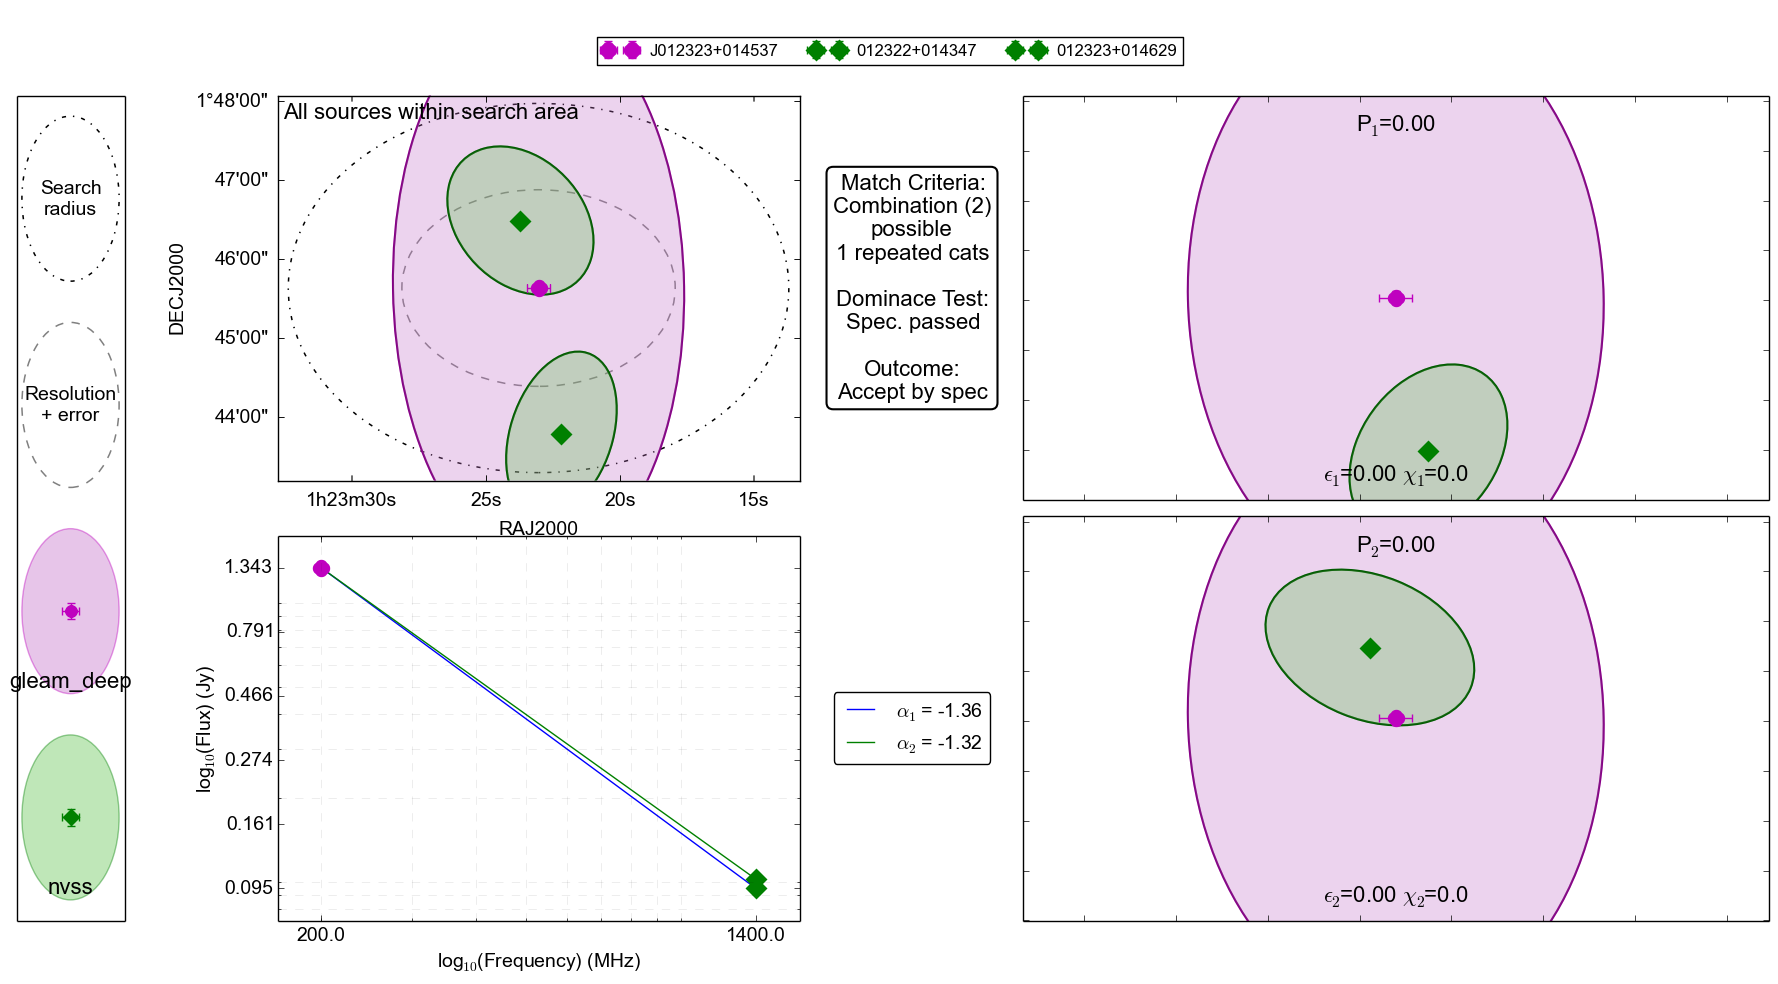 J012323+014537 012322+014347 012323+014629
Search
radius
Resolution
+ error
gleam_deep
nvss
All sources within search area
1°48'00"
47'00"
46'00"
45'00"
44'00"
DECJ2000
1h23m30s 25s 20s 15s
RAJ2000
Match Criteria:
Combination (2)
possible
1 repeated cats
Dominace Test:
Spec. passed
Outcome:
Accept by spec
P₁=0.00
ϵ₁=0.00 χ₁=0.0
1.343
0.791
0.466
0.274
0.161
0.095
log₁₀(Flux) (Jy)
200.0 1400.0
log₁₀(Frequency) (MHz)
α₁ = -1.36
α₂ = -1.32
P₂=0.00
ϵ₂=0.00 χ₂=0.0